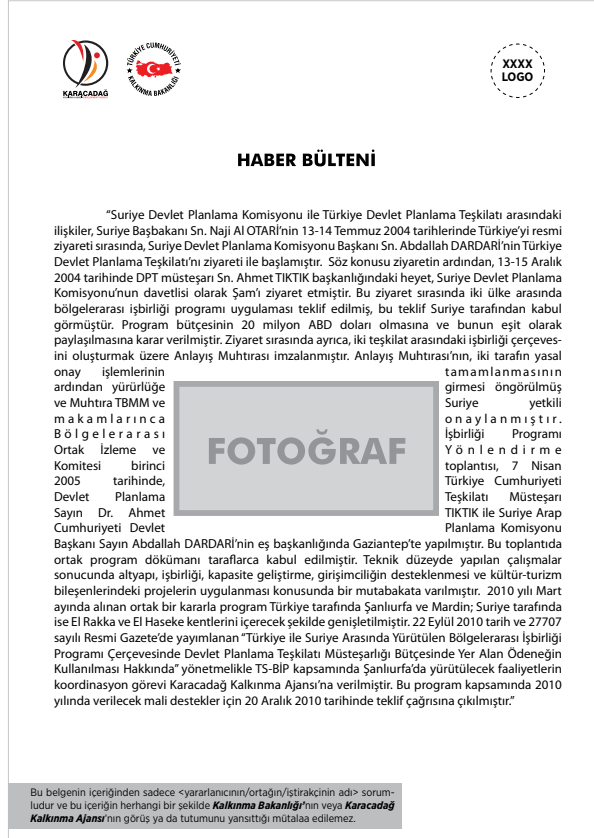 KARACADAĞ
TÜRKİYE CUMHURİYETİ
KALKINMA BAKANLIĞI
XXXX
LOGO
HABER BÜLTENİ
“Suriye Devlet Planlama Komisyonu ile Türkiye Devlet Planlama Teşkilatı arasındaki
ilişkiler, Suriye Başbakanı Sn. Naji Al OTARİ’nin 13-14 Temmuz 2004 tarihlerinde Türkiye’yi resmi
ziyareti sırasında, Suriye Devlet Planlama Komisyonu Başkanı Sn. Abdallah DARDARİ’nin Türkiye
Devlet Planlama Teşkilatı’nı ziyareti ile başlamıştır. Söz konusu ziyaretin ardından, 13-15 Aralık
2004 tarihinde DPT müsteşarı Sn. Ahmet TIKTIK başkanlığındaki heyet, Suriye Devlet Planlama
Komisyonu’nun davetlisi olarak Şam’ı ziyaret etmiştir. Bu ziyaret sırasında iki ülke arasında
bölgelerarası işbirliği programı uygulaması teklif edilmiş, bu teklif Suriye tarafından kabul
görmüştür. Program bütçesinin 20 milyon ABD doları olmasına ve bunun eşit olarak
paylaşılmasına karar verilmiştir. Ziyaret sırasında ayrıca, iki teşkilat arasındaki işbirliği çerçeves-
ini oluşturmak üzere Anlayış Muhtırası imzalanmıştır. Anlayış Muhtırası’nın, iki tarafın yasal
onay işlemlerinin tamamlanmasının
ardından yürürlüğe girmesi öngörülmüş
ve Muhtıra TBMM ve Suriye yetkili
makamlarınca onaylanmıştır.
Bölgelerarası İşbirliği Programı
Ortak İzleme ve Yönlendirme
Komitesi birinci toplantısı, 7 Nisan
2005 tarihinde, Türkiye Cumhuriyeti
Devlet Planlama Teşkilatı Müsteşarı
Sayın Dr. Ahmet TIKTIK ile Suriye Arap
Cumhuriyeti Devlet Planlama Komisyonu
FOTOĞRAF
Başkanı Sayın Abdallah DARDARİ’nin eş başkanlığında Gaziantep’te yapılmıştır. Bu toplantıda
ortak program dökümanı taraflarca kabul edilmiştir. Teknik düzeyde yapılan çalışmalar
sonucunda altyapı, işbirliği, kapasite geliştirme, girişimciliğin desteklenmesi ve kültür-turizm
bileşenlerindeki projelerin uygulanması konusunda bir mutabakata varılmıştır. 2010 yılı Mart
ayında alınan ortak bir kararla program Türkiye tarafında Şanlıurfa ve Mardin; Suriye tarafında
ise El Rakka ve El Haseke kentlerini içerecek şekilde genişletilmiştir. 22 Eylül 2010 tarih ve 27707
sayılı Resmi Gazete’de yayımlanan “Türkiye ile Suriye Arasında Yürütülen Bölgelerarası İşbirliği
Programı Çerçevesinde Devlet Planlama Teşkilatı Müsteşarlığı Bütçesinde Yer Alan Ödeneğin
Kullanılması Hakkında” yönetmelikle TS-BİP kapsamında Şanlıurfa’da yürütülecek faaliyetlerin
koordinasyon görevi Karacadağ Kalkınma Ajansı’na verilmiştir. Bu program kapsamında 2010
yılında verilecek mali destekler için 20 Aralık 2010 tarihinde teklif çağrısına çıkılmıştır.”
Bu belgenin içeriğinden sadece <yararlanıcının/ortağın/iştirakçinin adı> sorum-
ludur ve bu içeriğin herhangi bir şekilde Kalkınma Bakanlığı’nın veya Karacadağ
Kalkınma Ajansı’nın görüş ya da tutumunu yansıttığı mütalaa edilemez.